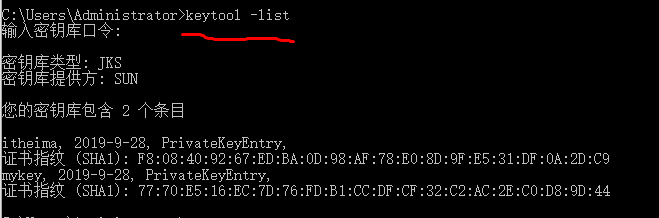 C:\Users\Administrator>keytool -list
输入密钥库口令:
密钥库类型: JKS
密钥库提供方: SUN
您的密钥库包含 2 个条目
itheima, 2019-9-28, PrivateKeyEntry,
证书指纹 (SHA1): F8:08:40:92:67:ED:BA:0D:98:AF:78:E0:8D:9F:E5:31:DF:0A:2D:C9
mykey, 2019-9-28, PrivateKeyEntry,
证书指纹 (SHA1): 77:70:E5:16:EC:7D:76:FD:B1:CC:DF:CF:32:C2:AC:2E:C0:D8:9D:44